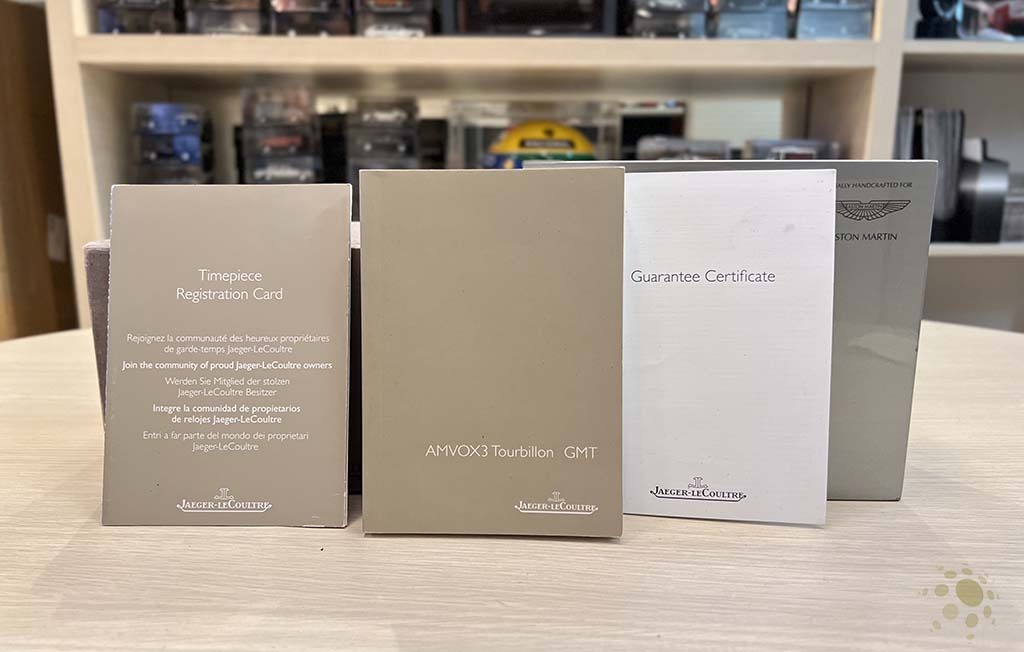 Timepiece
Registration Card
Rejoignez la communauté des heureux propriétaires
de garde-temps Jaeger-LeCoultre
Join the community of proud Jaeger-LeCoultre owners
Werden Sie Mitglied der stolzen
Jaeger-LeCoultre Besitzer
Integre la comunidad de propietarios
de relojes Jaeger-LeCoultre
Entri a far parte del mondo dei proprietari
Jaeger-LeCoultre
JAEGER-LECOULTRE
AMVOX3 Tourbillon GMT
JAEGER-LECOULTRE
Guarantee Certificate
JAEGER-LECOULTRE
ALLY HANDCRAFTED FOR
ASTON MARTIN
STON MARTIN